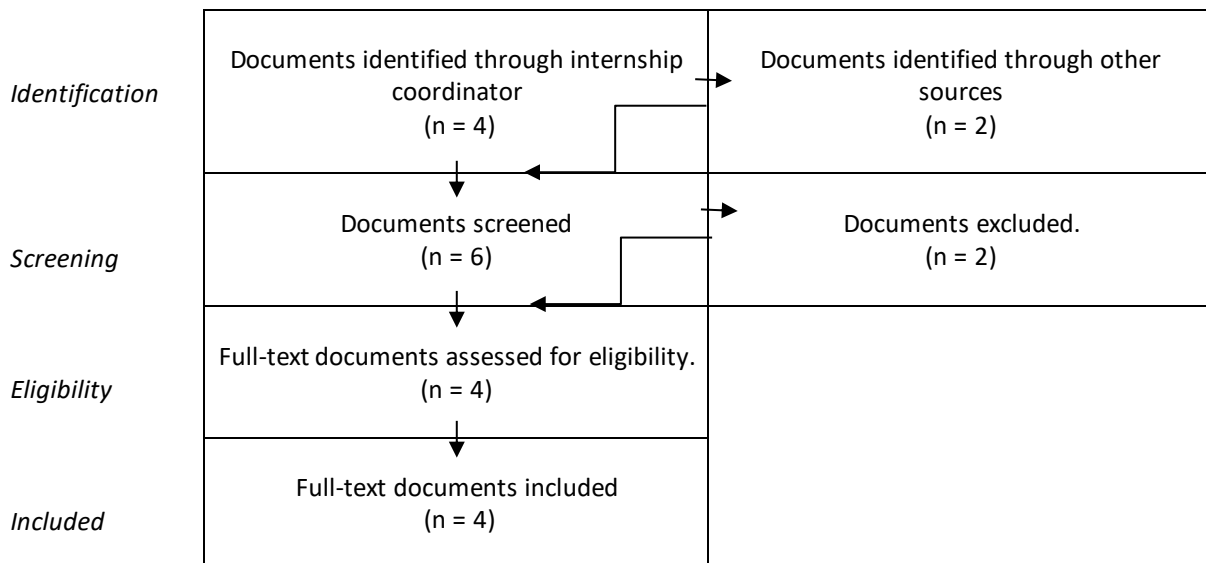 Identification
Documents identified through internship
coordinator
(n = 4)
Documents identified through other
sources
(n = 2)
Screening
Documents screened
(n = 6)
Documents excluded.
(n = 2)
Eligibility
Full-text documents assessed for eligibility.
(n = 4)
Included
Full-text documents included
(n = 4)